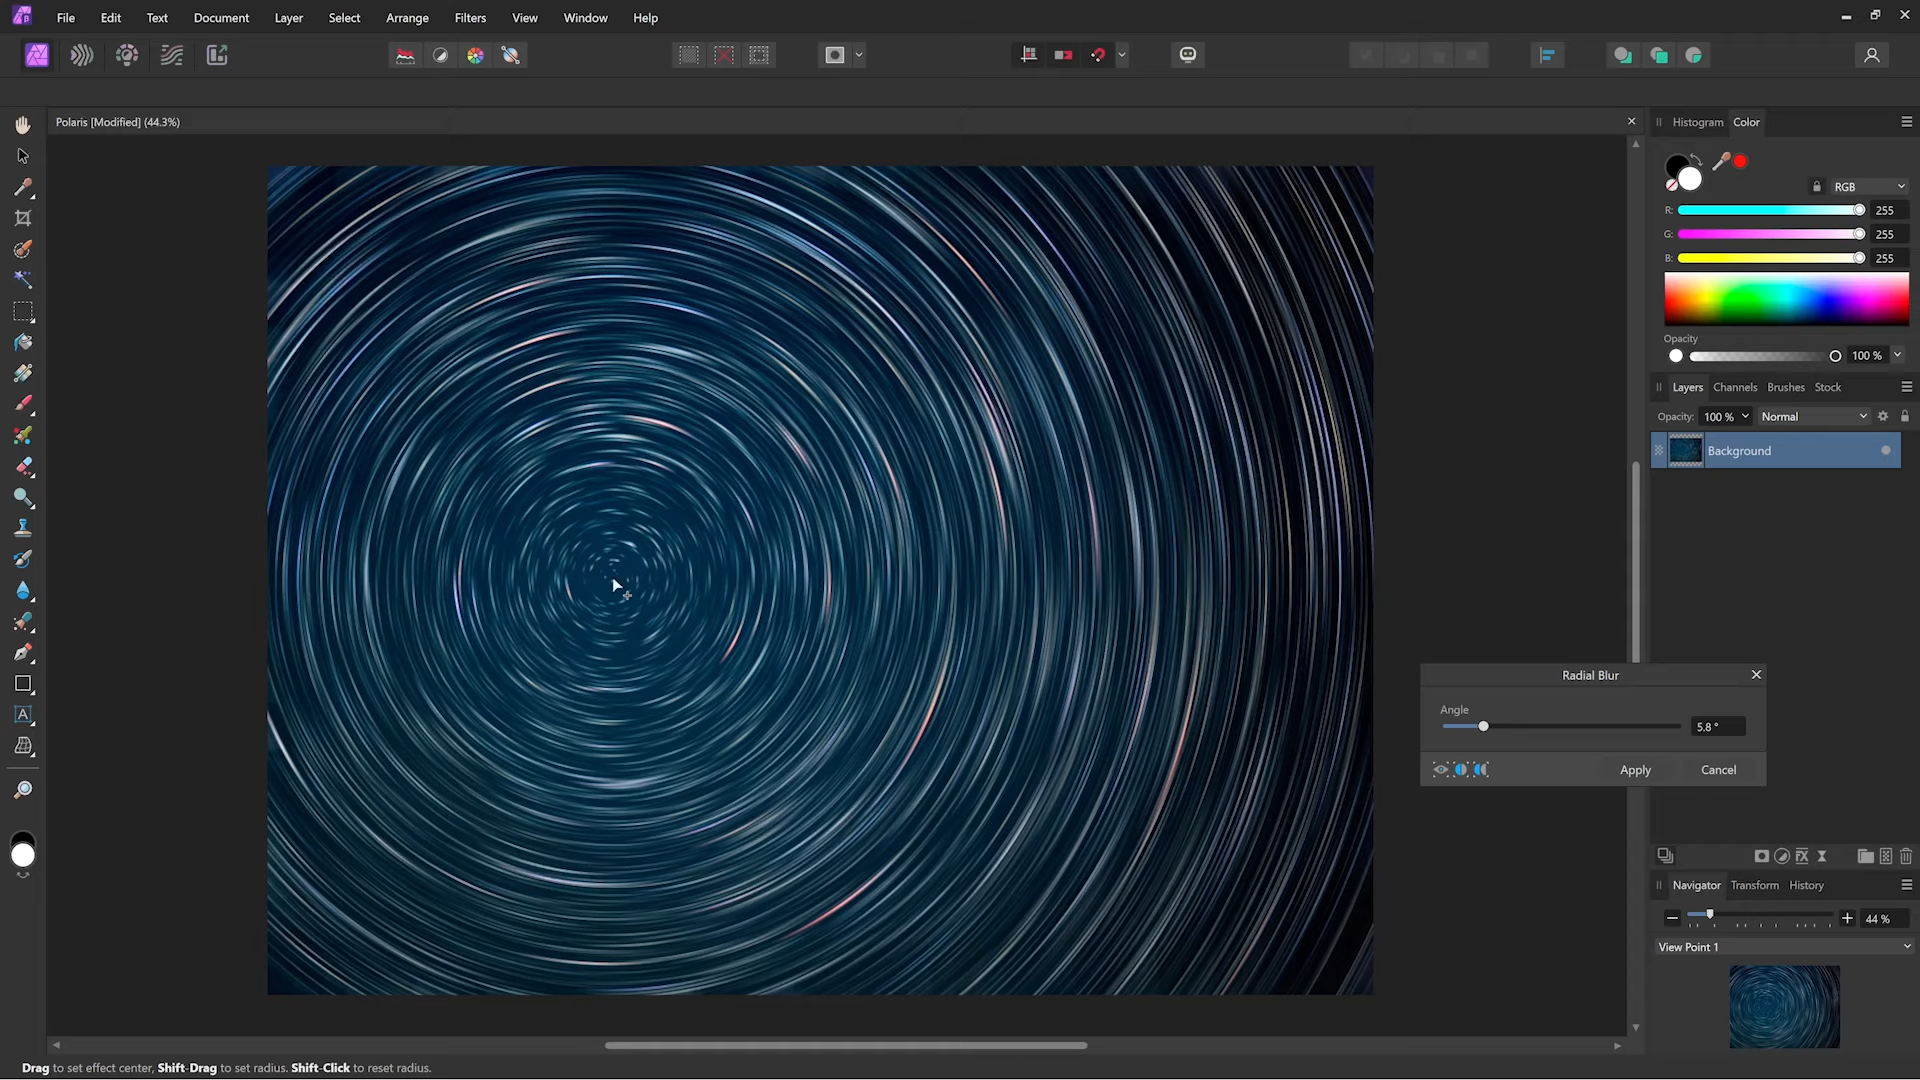 File Edit Text Document Layer Select Arrange Filters View Window Help
Polaris [Modified] (44.3%)
Histogram Color
RGB
R: 255
G: 255
B: 255
Opacity
100 %
Layers Channels Brushes Stock
Opacity: 100 % Normal
Background
Radial Blur
Angle
5.8 °
Apply Cancel
Navigator Transform History
44 %
View Point 1
Drag to set effect center, Shift-Drag to set radius. Shift-Click to reset radius.